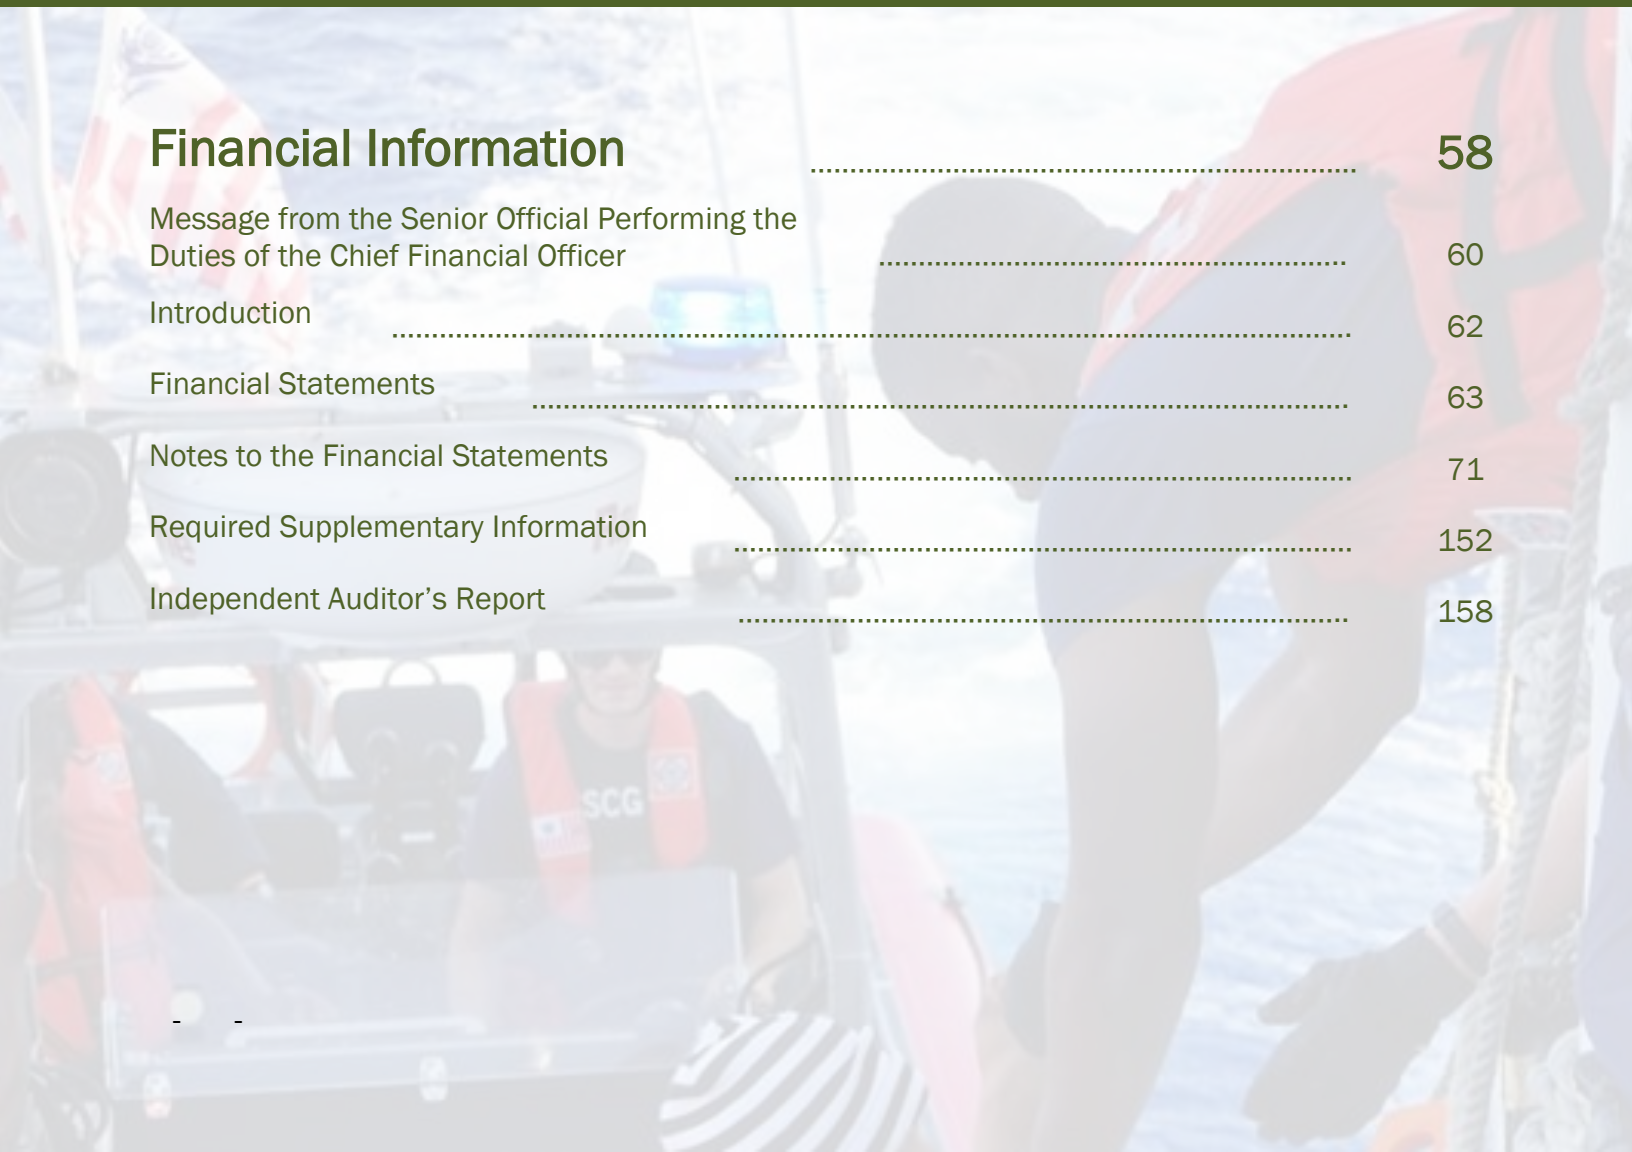 Financial Information ........................................ 58
Message from the Senior Official Performing the
Duties of the Chief Financial Officer ........................................ 60
Introduction ........................................ 62
Financial Statements ........................................ 63
Notes to the Financial Statements ........................................ 71
Required Supplementary Information ........................................ 152
Independent Auditor’s Report ........................................ 158
SCG
- -